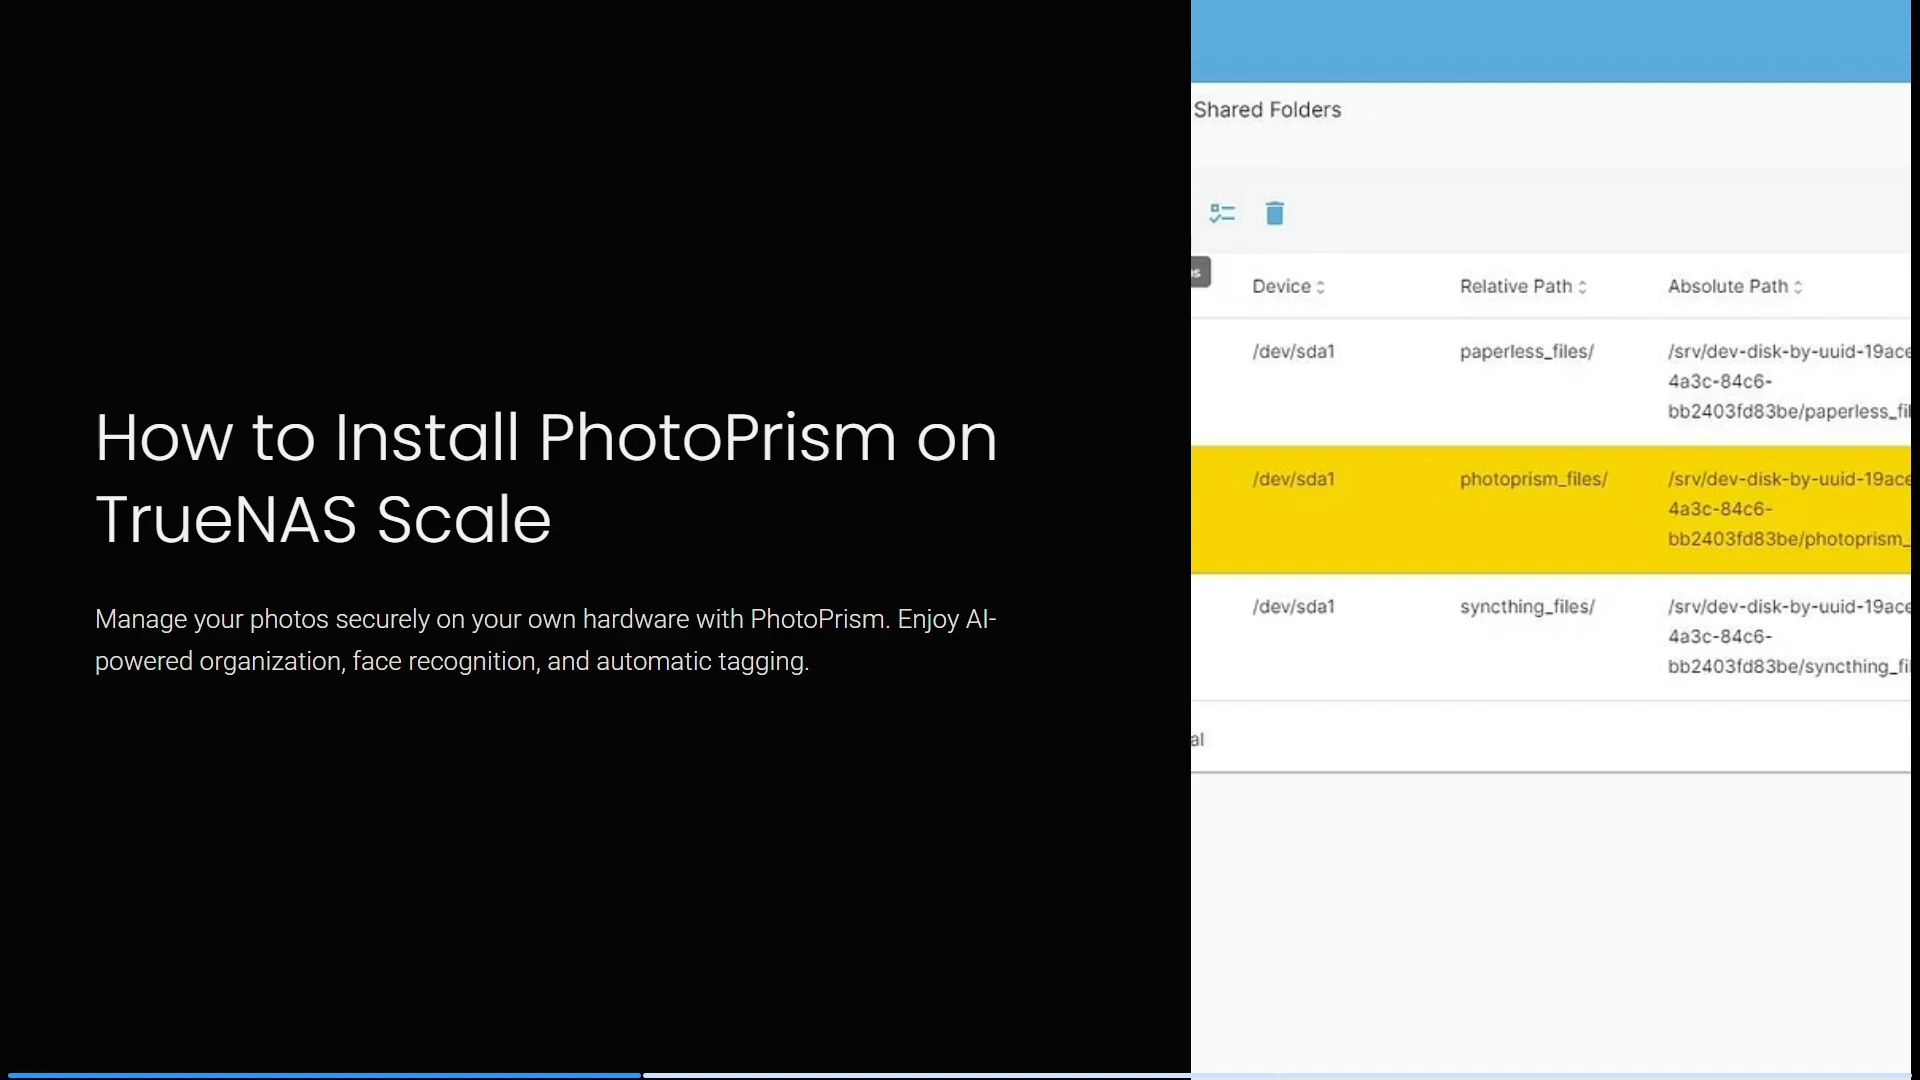 How to Install PhotoPrism on
TrueNAS Scale
Manage your photos securely on your own hardware with PhotoPrism. Enjoy AI-
powered organization, face recognition, and automatic tagging.
Shared Folders
Device Relative Path Absolute Path
/dev/sda1 paperless_files/ /srv/dev-disk-by-uuid-19ace
4a3c-84c6-
bb2403fd83be/paperless_fil
/dev/sda1 photoprism_files/ /srv/dev-disk-by-uuid-19ace
4a3c-84c6-
bb2403fd83be/photoprism_
/dev/sda1 syncthing_files/ /srv/dev-disk-by-uuid-19ace
4a3c-84c6-
bb2403fd83be/syncthing_fi
al